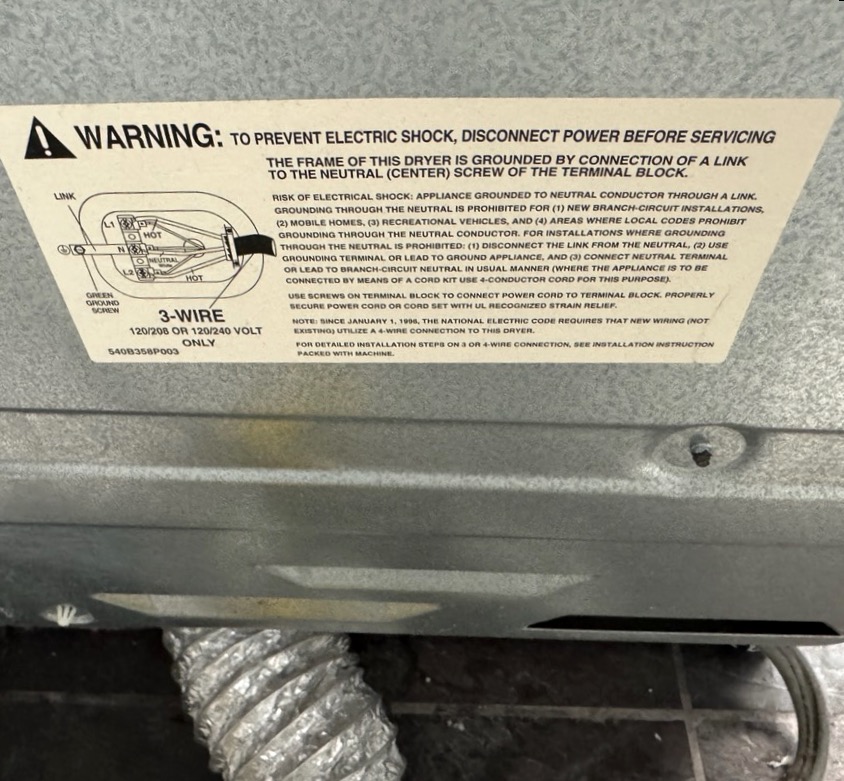 WARNING: TO PREVENT ELECTRIC SHOCK, DISCONNECT POWER BEFORE SERVICING
THE FRAME OF THIS DRYER IS GROUNDED BY CONNECTION OF A LINK
TO THE NEUTRAL (CENTER) SCREW OF THE TERMINAL BLOCK.
LINK
L1
HOT
N
NEUTRAL
L2
HOT
GREEN
GROUND
SCREW
3-WIRE
120/208 OR 120/240 VOLT
ONLY
540B358P003
RISK OF ELECTRICAL SHOCK: APPLIANCE GROUNDED TO NEUTRAL CONDUCTOR THROUGH A LINK.
GROUNDING THROUGH THE NEUTRAL IS PROHIBITED FOR (1) NEW BRANCH-CIRCUIT INSTALLATIONS,
(2) MOBILE HOMES, (3) RECREATIONAL VEHICLES, AND (4) AREAS WHERE LOCAL CODES PROHIBIT
GROUNDING THROUGH THE NEUTRAL CONDUCTOR. FOR INSTALLATIONS WHERE GROUNDING
THROUGH THE NEUTRAL IS PROHIBITED: (1) DISCONNECT THE LINK FROM THE NEUTRAL, (2) USE
GROUNDING TERMINAL OR LEAD TO GROUND APPLIANCE, AND (3) CONNECT NEUTRAL TERMINAL
OR LEAD TO BRANCH-CIRCUIT NEUTRAL IN USUAL MANNER (WHERE THE APPLIANCE IS TO BE
CONNECTED BY MEANS OF A CORD KIT USE 4-CONDUCTOR CORD FOR THIS PURPOSE).
USE SCREWS ON TERMINAL BLOCK TO CONNECT POWER CORD TO TERMINAL BLOCK. PROPERLY
SECURE POWER CORD OR CORD SET WITH UL RECOGNIZED STRAIN RELIEF.
NOTE: SINCE JANUARY 1, 1996, THE NATIONAL ELECTRIC CODE REQUIRES THAT NEW WIRING (NOT
EXISTING) UTILIZE A 4-WIRE CONNECTION TO THIS DRYER.
FOR DETAILED INSTALLATION STEPS ON 3 OR 4-WIRE CONNECTION, SEE INSTALLATION INSTRUCTION
PACKED WITH MACHINE.